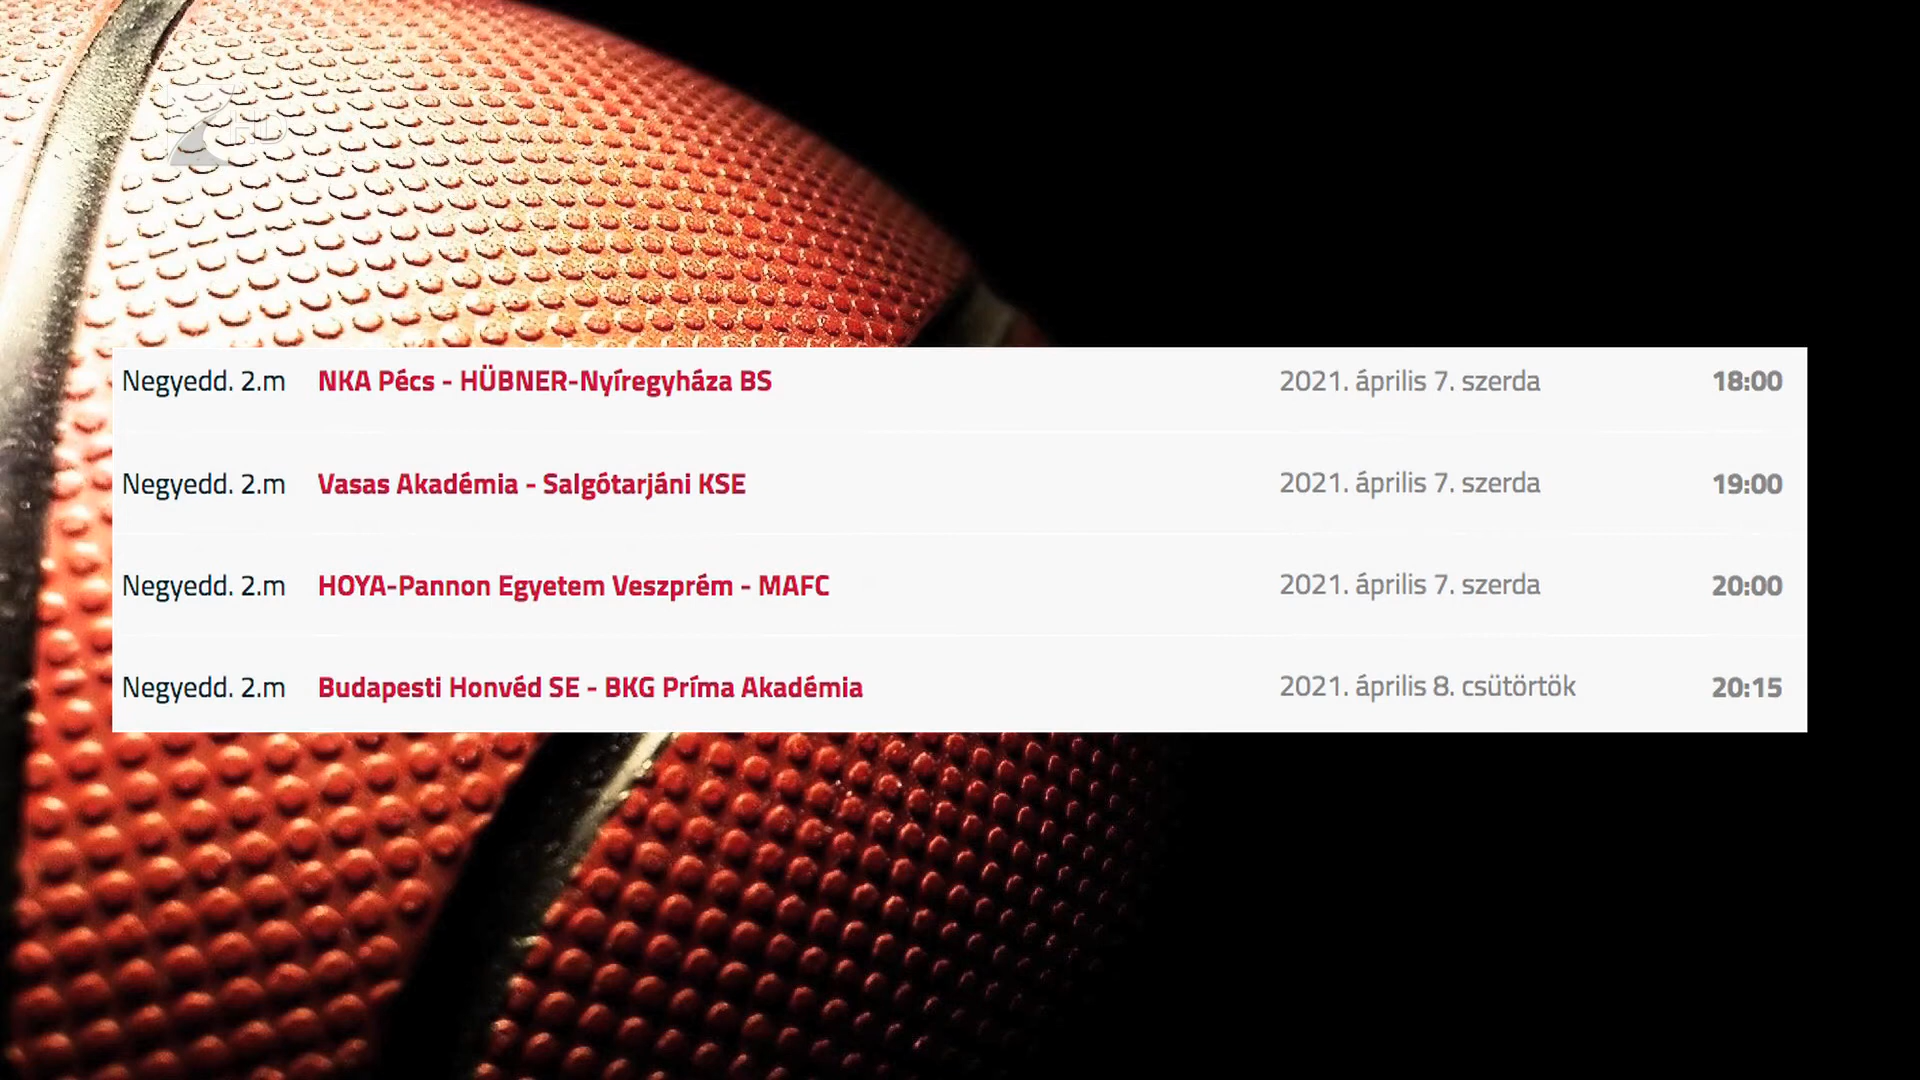 HD
Negyedd. 2.m NKA Pécs - HÜBNER-Nyíregyháza BS 2021. április 7. szerda 18:00
Negyedd. 2.m Vasas Akadémia - Salgótarjáni KSE 2021. április 7. szerda 19:00
Negyedd. 2.m HOYA-Pannon Egyetem Veszprém - MAFC 2021. április 7. szerda 20:00
Negyedd. 2.m Budapesti Honvéd SE - BKG Príma Akadémia 2021. április 8. csütörtök 20:15